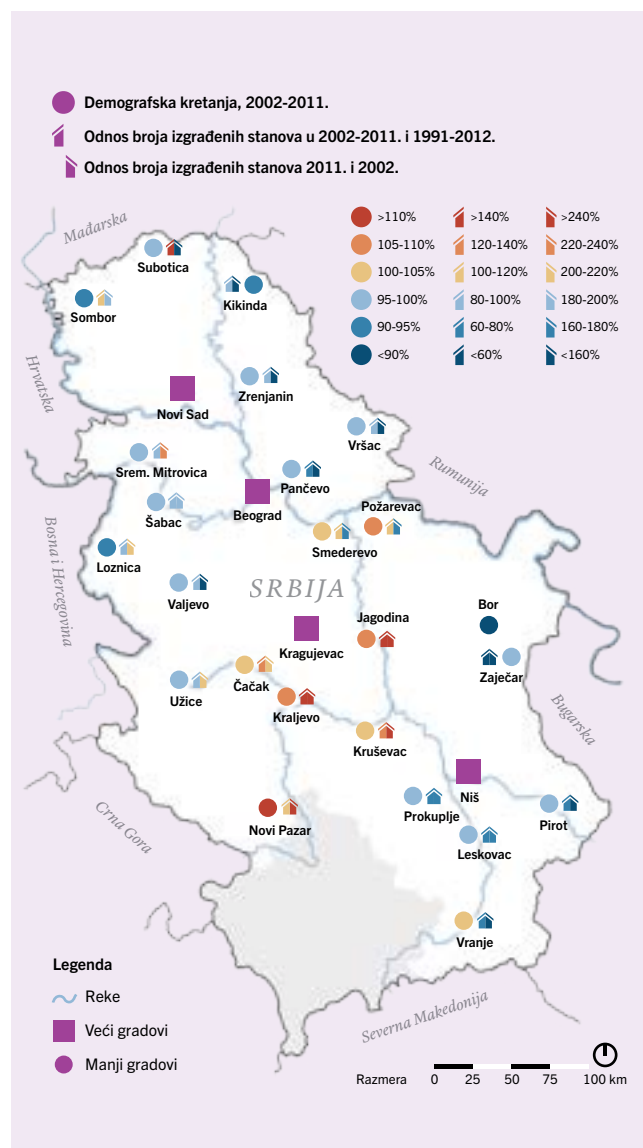 Demografska kretanja, 2002-2011.
Odnos broja izgrađenih stanova u 2002-2011. i 1991-2012.
Odnos broja izgrađenih stanova 2011. i 2002.
>110% >140% >240%
105-110% 120-140% 220-240%
100-105% 100-120% 200-220%
95-100% 80-100% 180-200%
90-95% 60-80% 160-180%
<90% <60% <160%
Mađarska
Subotica
Sombor
Kikinda
Hrvatska
Zrenjanin
Novi Sad
Vršac
Srem. Mitrovica
Pančevo
Rumunija
Šabac
Beograd
Požarevac
Smederevo
Bosna i Hercegovina
Loznica
Valjevo
SRBIJA
Jagodina
Bor
Kragujevac
Zaječar
Užice
Čačak
Kraljevo
Bugarska
Kruševac
Niš
Crna Gora
Novi Pazar
Prokuplje
Pirot
Leskovac
Vranje
Severna Makedonija
Legenda
Reke
Veći gradovi
Manji gradovi
Razmera 0 25 50 75 100 km